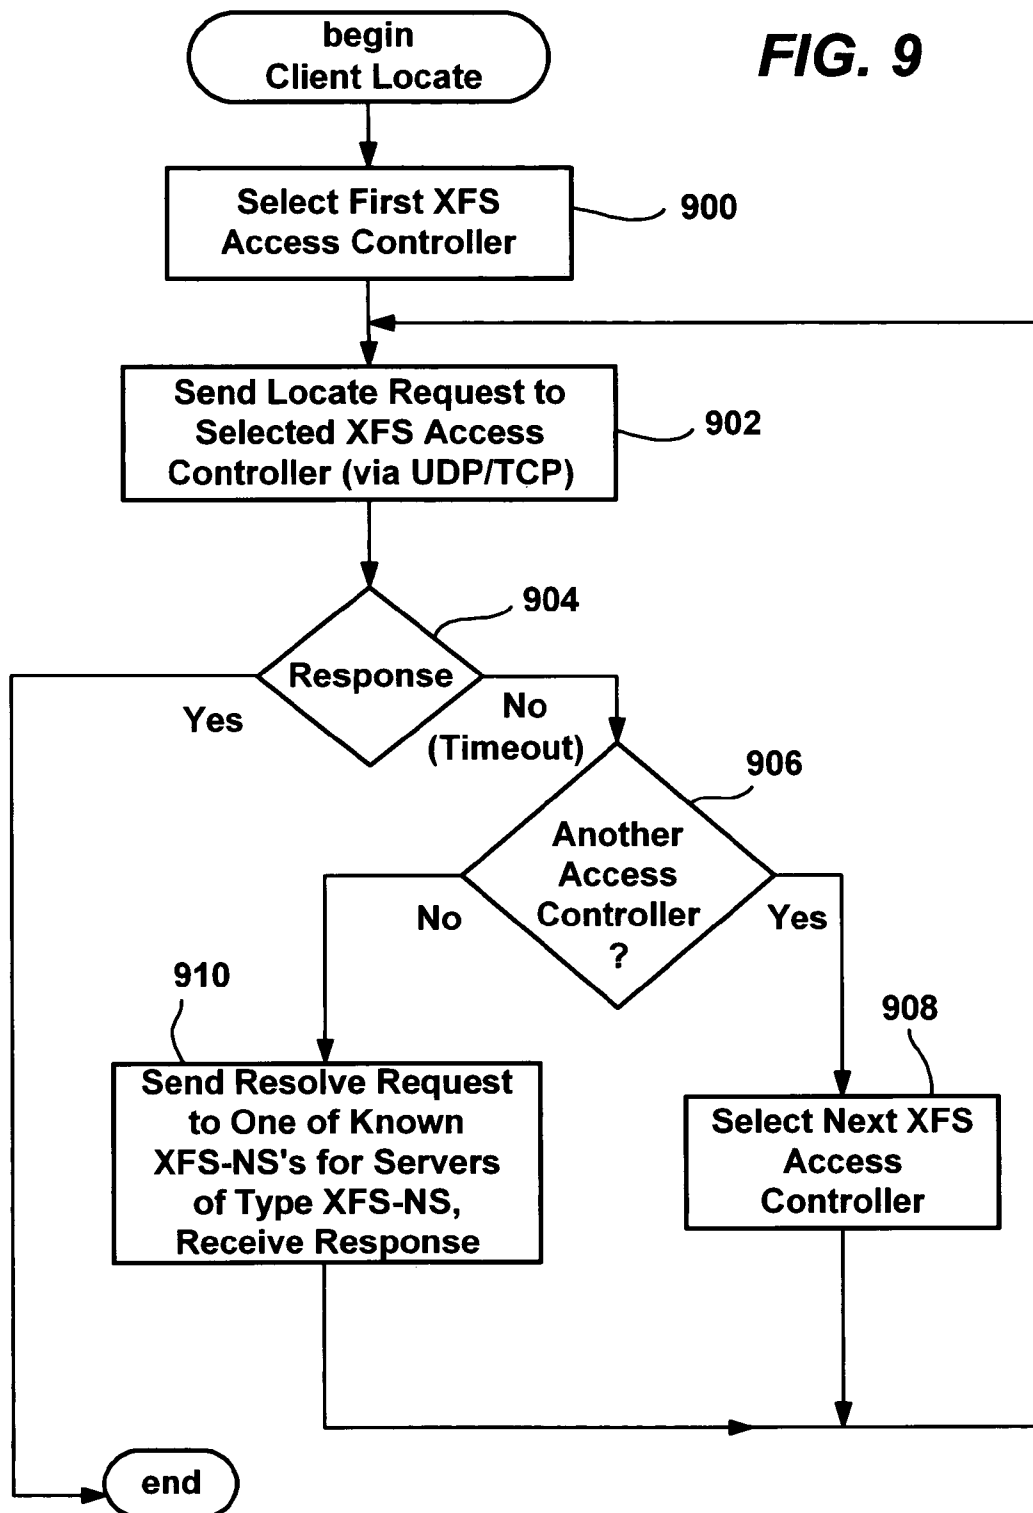 begin
Client Locate
FIG. 9
Select First XFS
Access Controller
900
Send Locate Request to
Selected XFS Access
Controller (via UDP/TCP)
902
904
Response
Yes
No
(Timeout)
906
Another
Access
Controller
?
No
Yes
910
908
Send Resolve Request
to One of Known
XFS-NS's for Servers
of Type XFS-NS,
Receive Response
Select Next XFS
Access
Controller
end